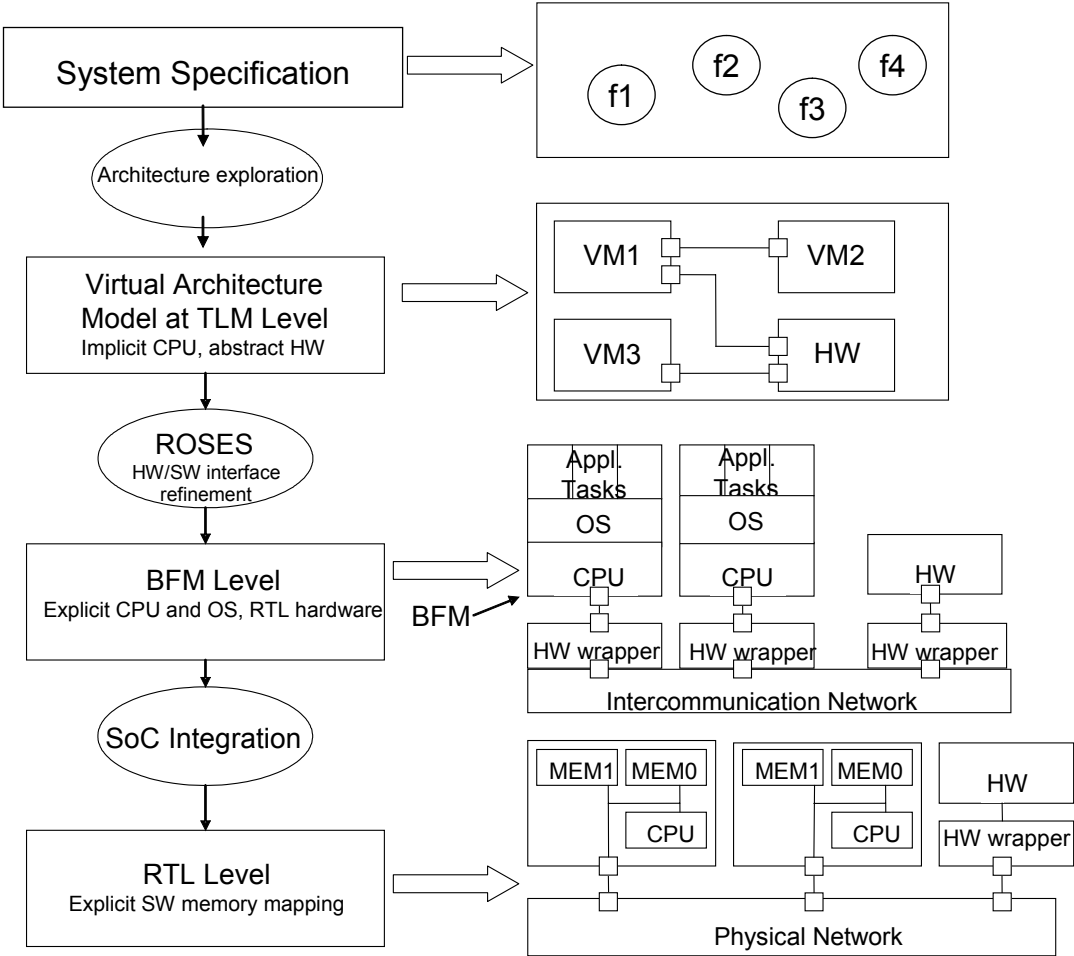 System Specification
f1
f2
f3
f4
Architecture exploration
Virtual Architecture
Model at TLM Level
Implicit CPU, abstract HW
VM1
VM2
VM3
HW
ROSES
HW/SW interface
refinement
Appl.
Tasks
OS
CPU
Appl.
Tasks
OS
CPU
HW
BFM Level
Explicit CPU and OS, RTL hardware
BFM
HW wrapper
HW wrapper
HW wrapper
Intercommunication Network
SoC Integration
MEM1
MEM0
CPU
MEM1
MEM0
CPU
HW
HW wrapper
RTL Level
Explicit SW memory mapping
Physical Network